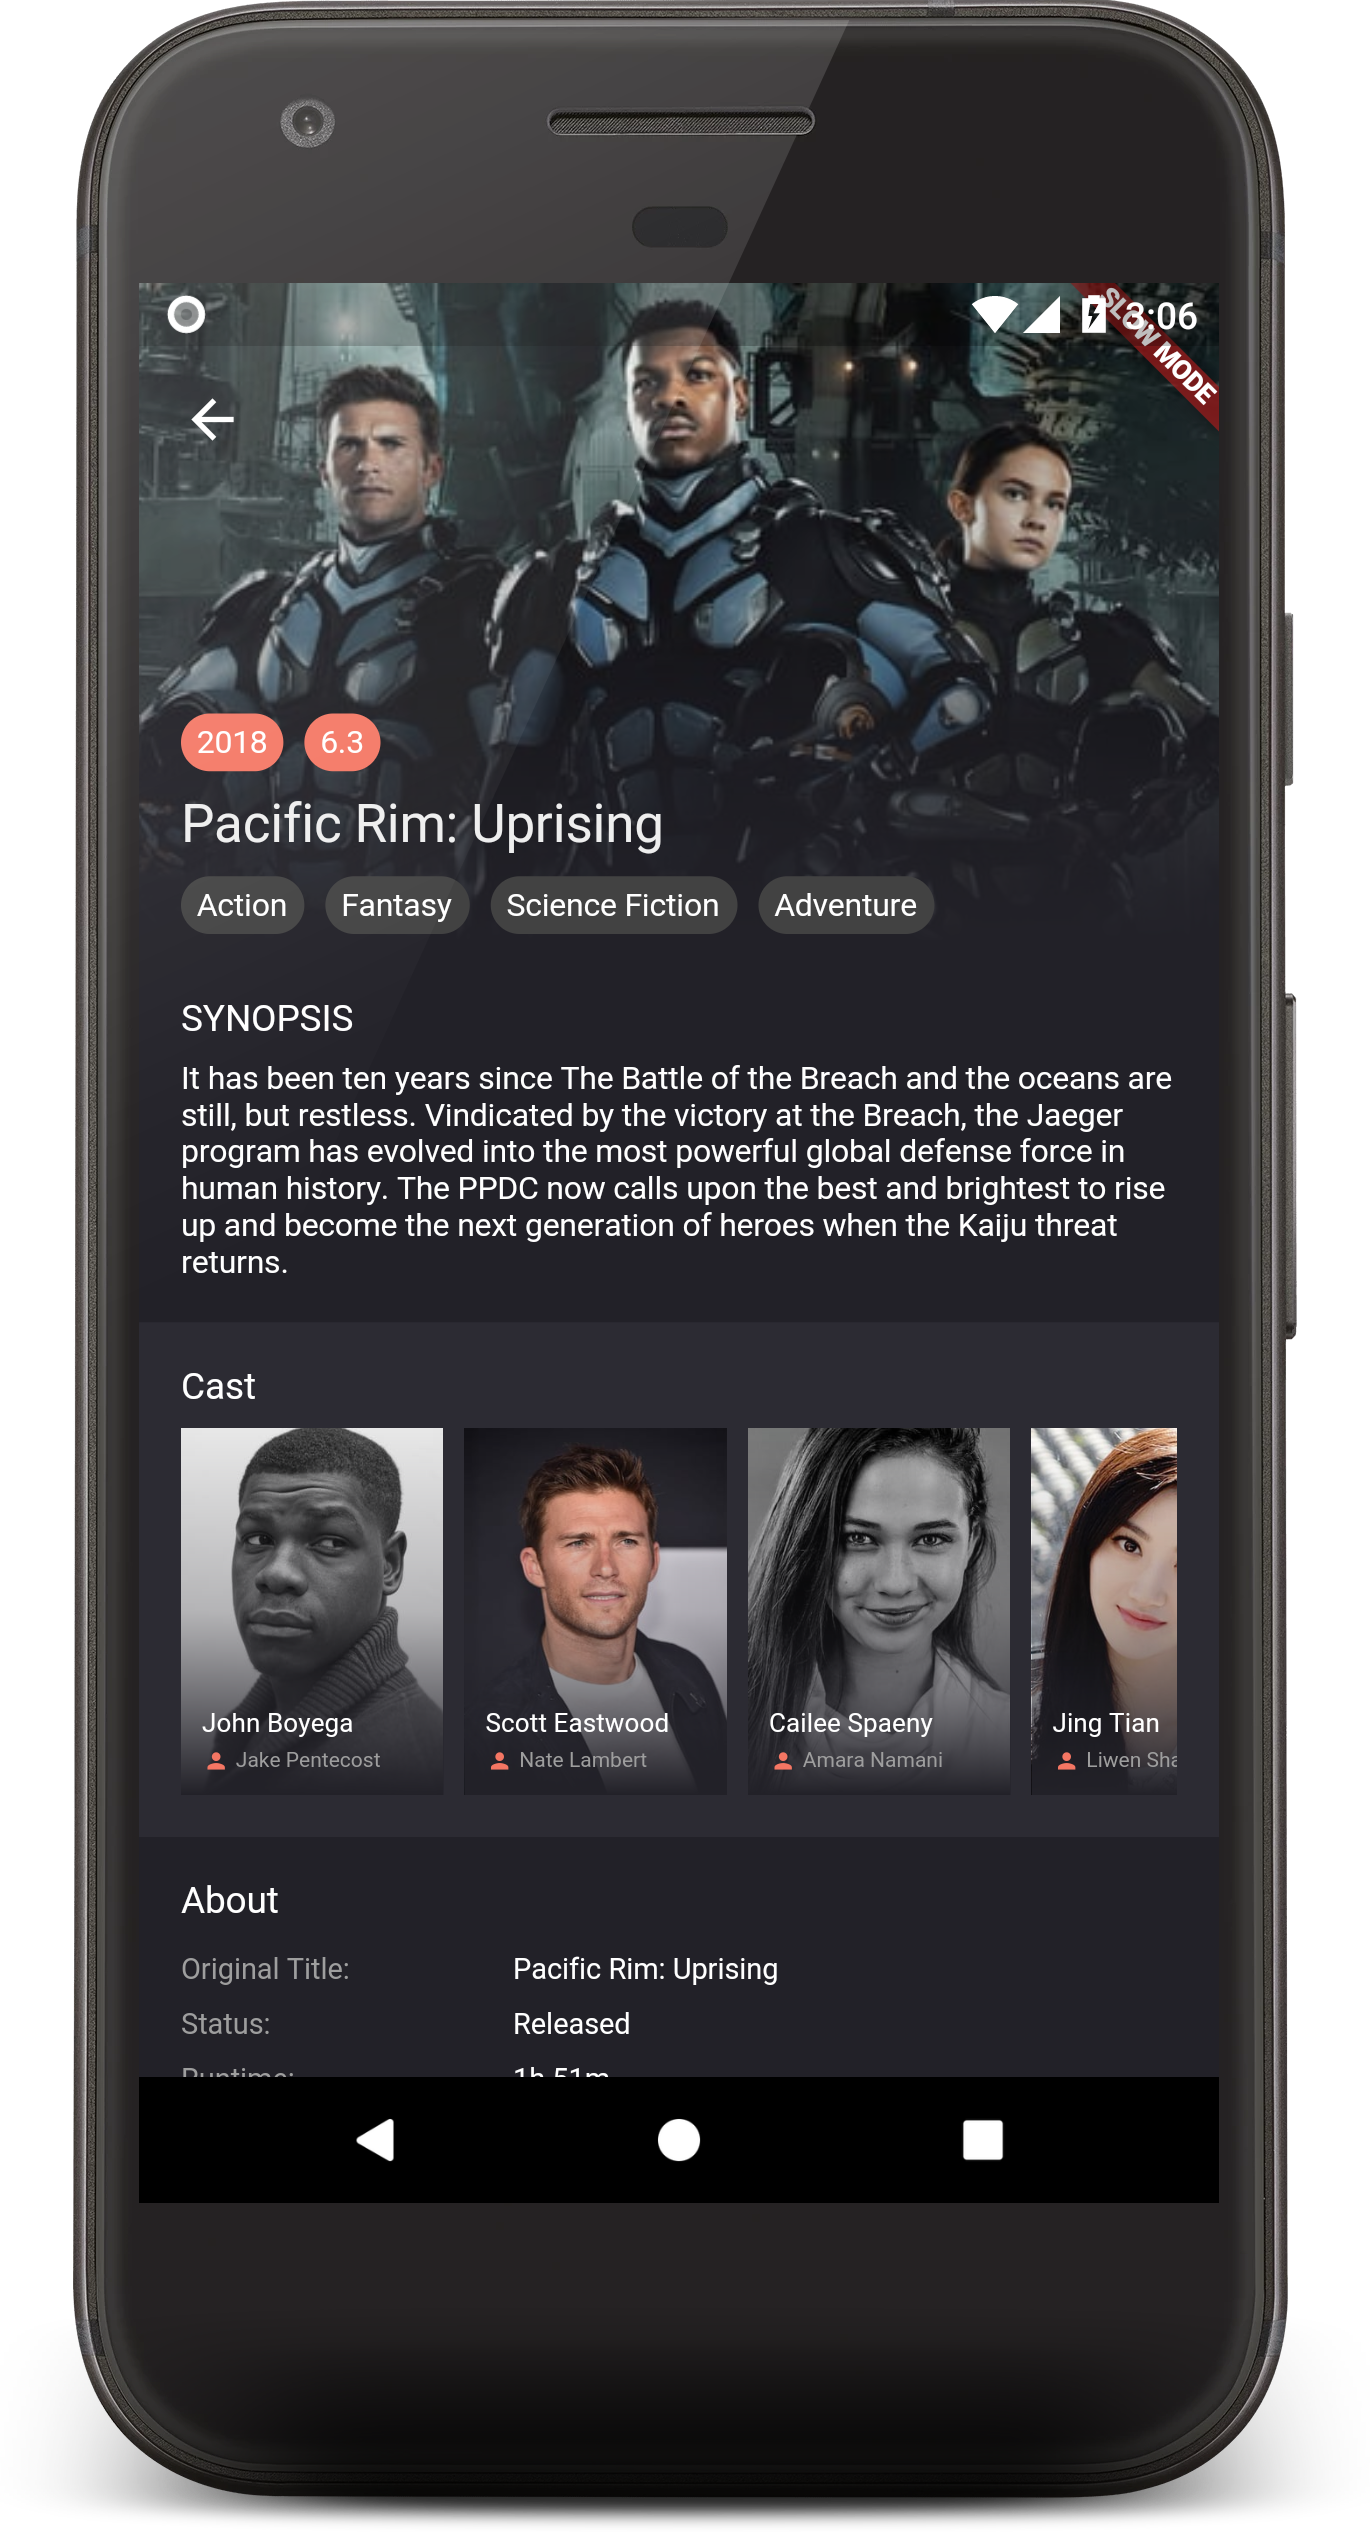 3:06
SLOW MODE
2018 6.3
Pacific Rim: Uprising
Action Fantasy Science Fiction Adventure
SYNOPSIS
It has been ten years since The Battle of the Breach and the oceans are
still, but restless. Vindicated by the victory at the Breach, the Jaeger
program has evolved into the most powerful global defense force in
human history. The PPDC now calls upon the best and brightest to rise
up and become the next generation of heroes when the Kaiju threat
returns.
Cast
John Boyega Scott Eastwood Cailee Spaeny Jing Tian
Jake Pentecost Nate Lambert Amara Namani Liwen Sha
About
Original Title: Pacific Rim: Uprising
Status: Released
Runtime: 1h 51m